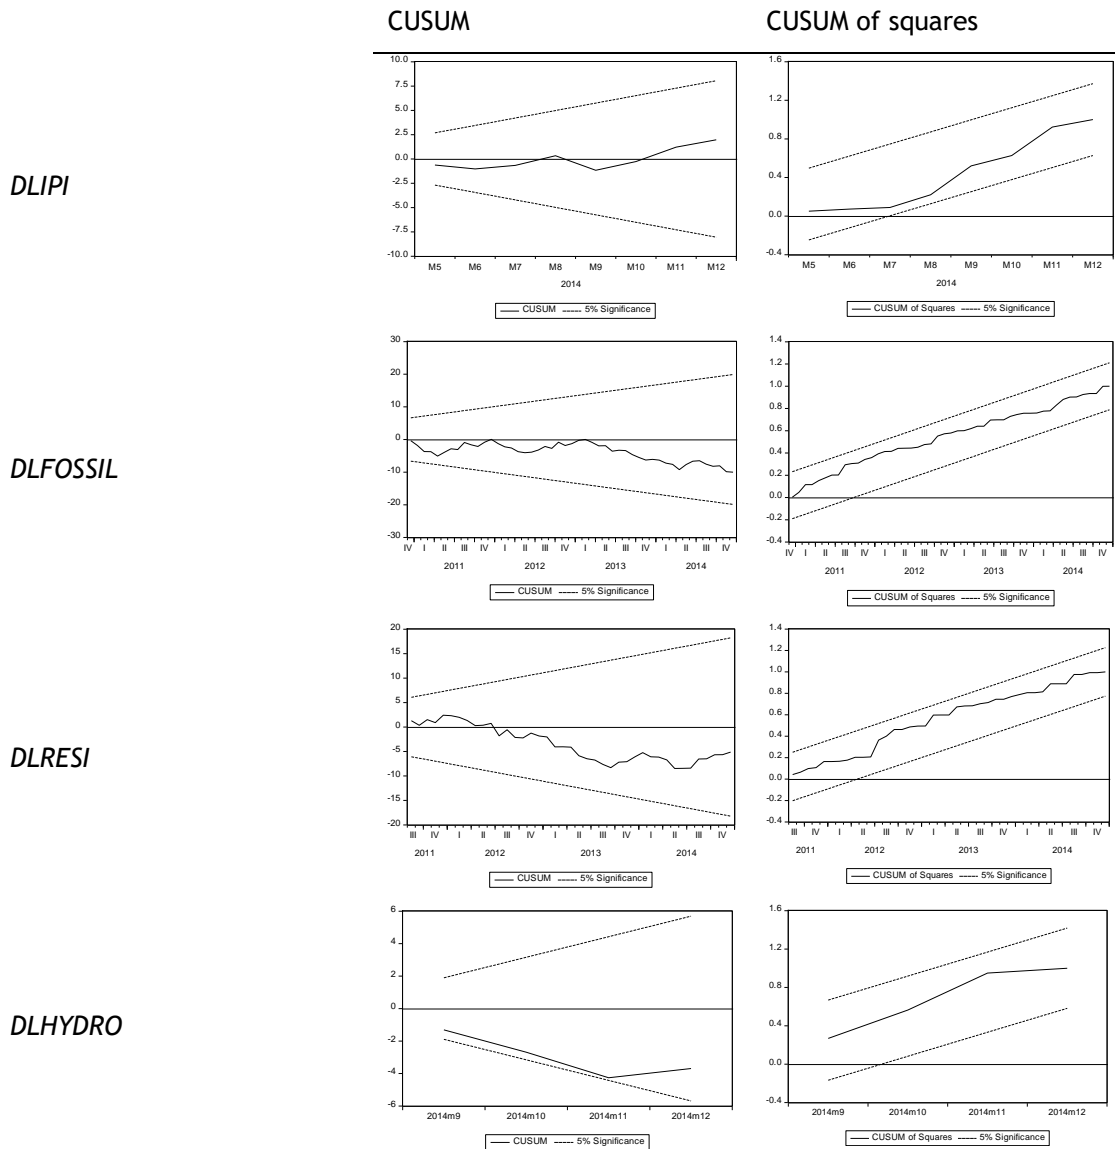 CUSUM CUSUM of squares
DLIPI
10.0
7.5
5.0
2.5
0.0
-2.5
-5.0
-7.5
-10.0
M5 M6 M7 M8 M9 M10 M11 M12
2014
CUSUM 5% Significance
1.6
1.2
0.8
0.4
0.0
-0.4
M5 M6 M7 M8 M9 M10 M11 M12
2014
CUSUM of Squares 5% Significance
DLFOSSIL
30
20
10
0
-10
-20
-30
IV I II III IV I II III IV I II III IV I II III IV
2011 2012 2013 2014
CUSUM 5% Significance
1.4
1.2
1.0
0.8
0.6
0.4
0.2
0.0
-0.2
-0.4
IV I II III IV I II III IV I II III IV I II III IV
2011 2012 2013 2014
CUSUM of Squares 5% Significance
DLRESI
20
15
10
5
0
-5
-10
-15
-20
III IV I II III IV I II III IV I II III IV
2011 2012 2013 2014
CUSUM 5% Significance
1.4
1.2
1.0
0.8
0.6
0.4
0.2
0.0
-0.2
-0.4
III IV I II III IV I II III IV I II III IV
2011 2012 2013 2014
CUSUM of Squares 5% Significance
DLHYDRO
6
4
2
0
-2
-4
-6
2014m9 2014m10 2014m11 2014m12
CUSUM 5% Significance
1.6
1.2
0.8
0.4
0.0
-0.4
2014m9 2014m10 2014m11 2014m12
CUSUM of Squares 5% Significance